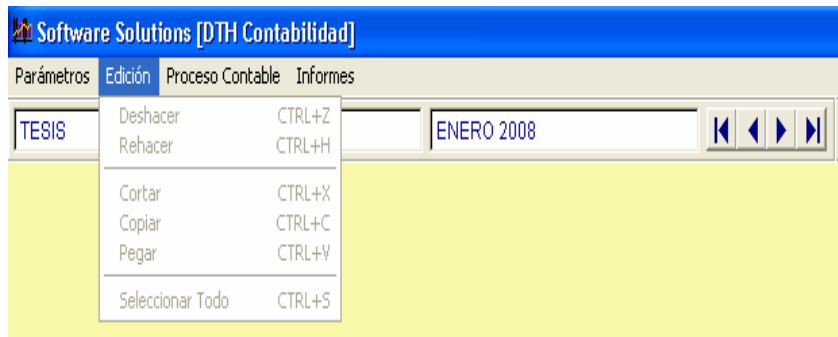 Software Solutions [DTH Contabilidad]
Parámetros Edición Proceso Contable Informes
TESIS ENERO 2008
Deshacer CTRL+Z
Rehacer CTRL+H
Cortar CTRL+X
Copiar CTRL+C
Pegar CTRL+V
Seleccionar Todo CTRL+S